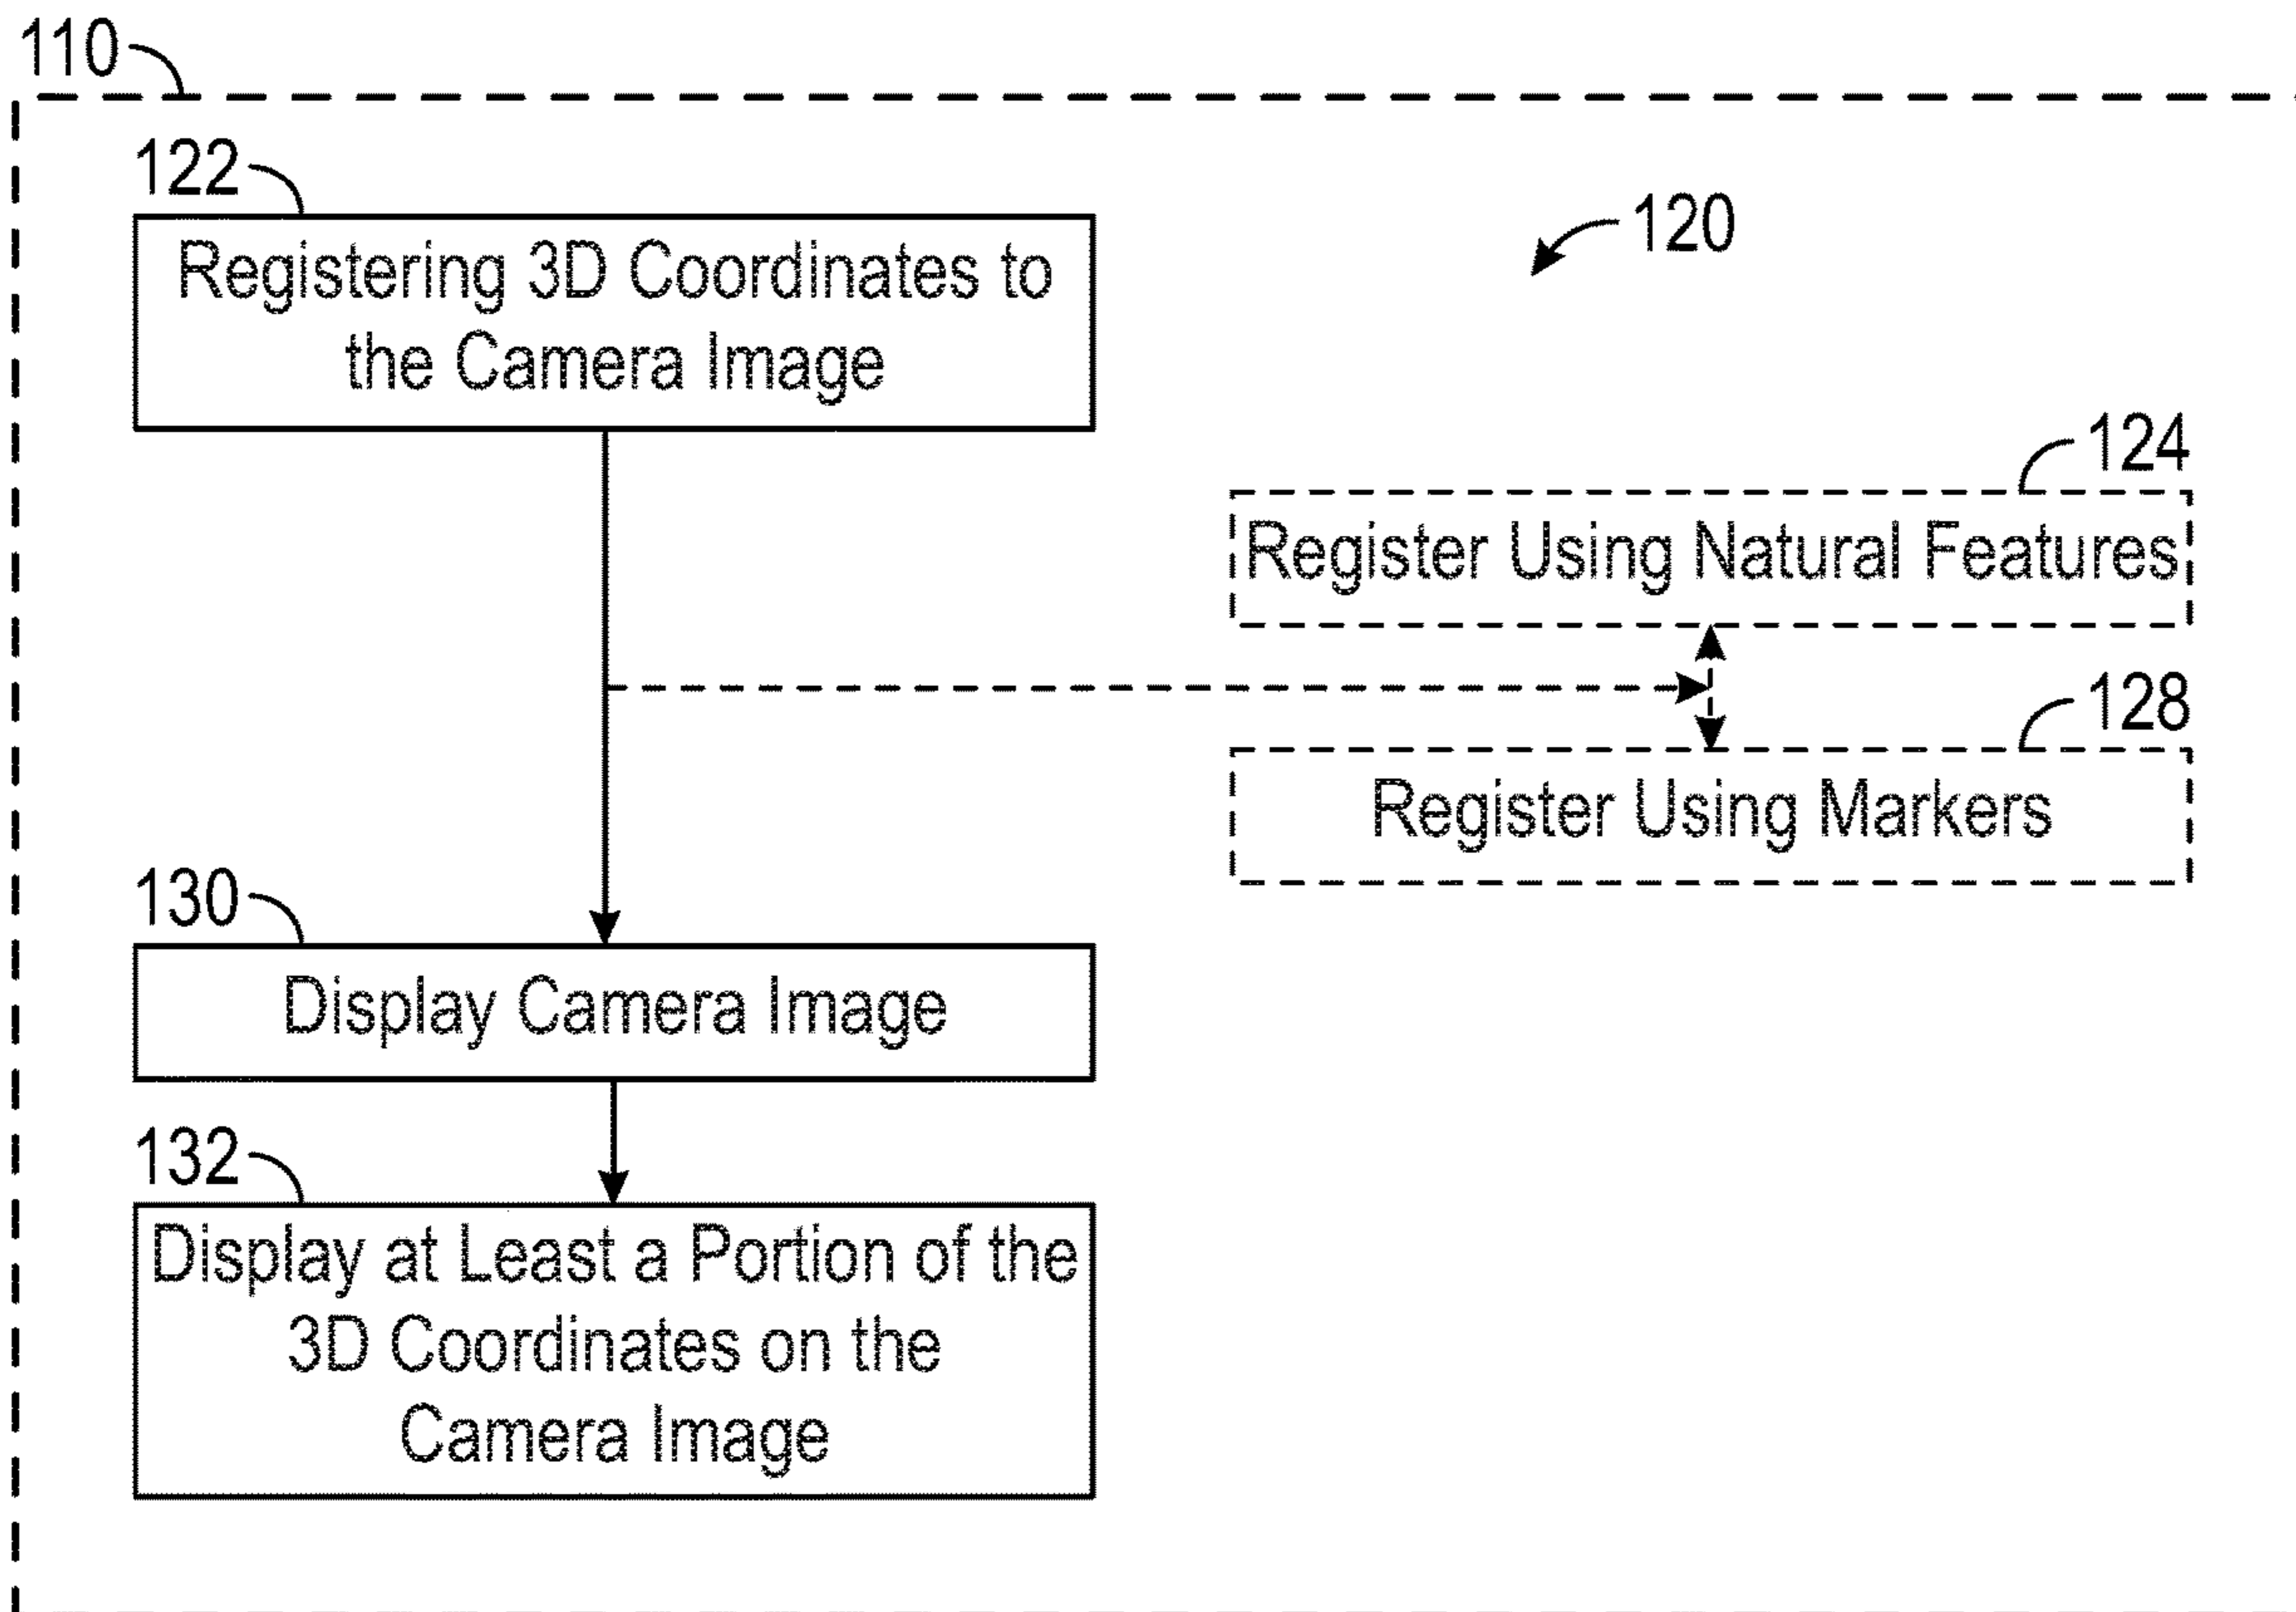 110
122
Registering 3D Coordinates to
the Camera Image
120
124
Register Using Natural Features
128
Register Using Markers
130
Display Camera Image
132
Display at Least a Portion of the
3D Coordinates on the
Camera Image